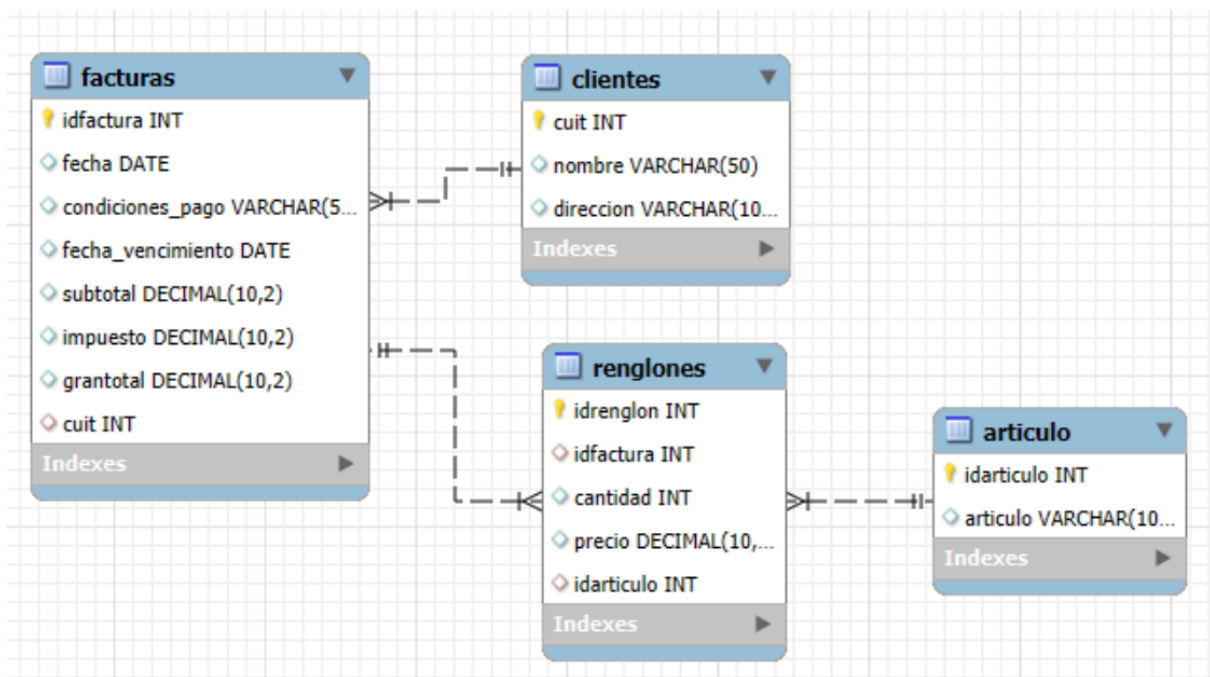 facturas
idfactura INT
fecha DATE
condiciones_pago VARCHAR(5...
fecha_vencimiento DATE
subtotal DECIMAL(10,2)
impuesto DECIMAL(10,2)
grantotal DECIMAL(10,2)
cuit INT
Indexes
clientes
cuit INT
nombre VARCHAR(50)
direccion VARCHAR(10...
Indexes
renglones
idrenglon INT
idfactura INT
cantidad INT
precio DECIMAL(10,...
idarticulo INT
Indexes
articulo
idarticulo INT
articulo VARCHAR(10...
Indexes